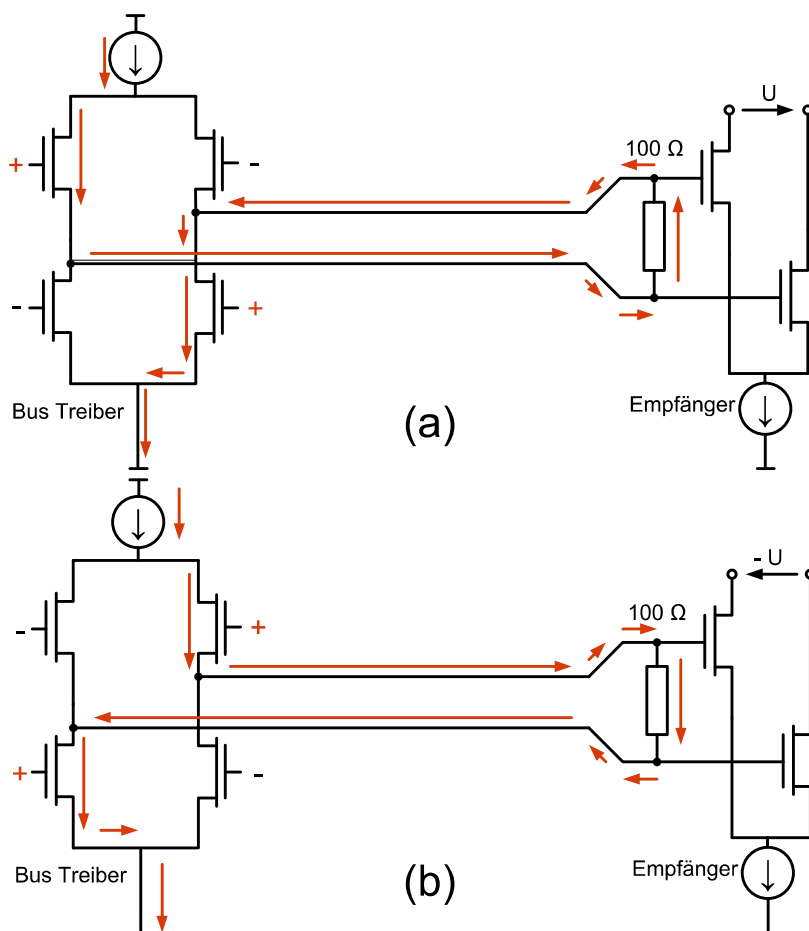 U
100 Ω
+
-
-
+
Bus Treiber
(a)
Empfänger
- U
100 Ω
-
+
+
-
Bus Treiber
(b)
Empfänger